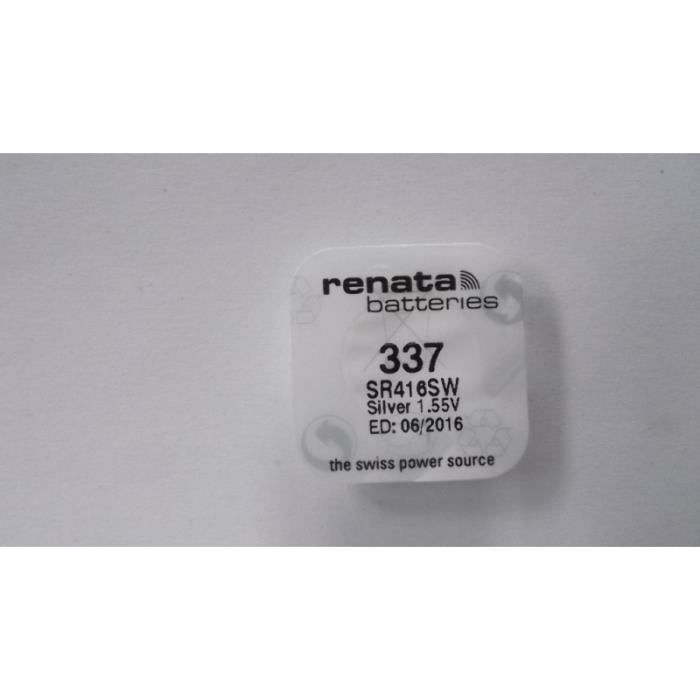 renata
batteries
337
SR416SW
Silver 1.55V
ED: 06/2016
the swiss power source